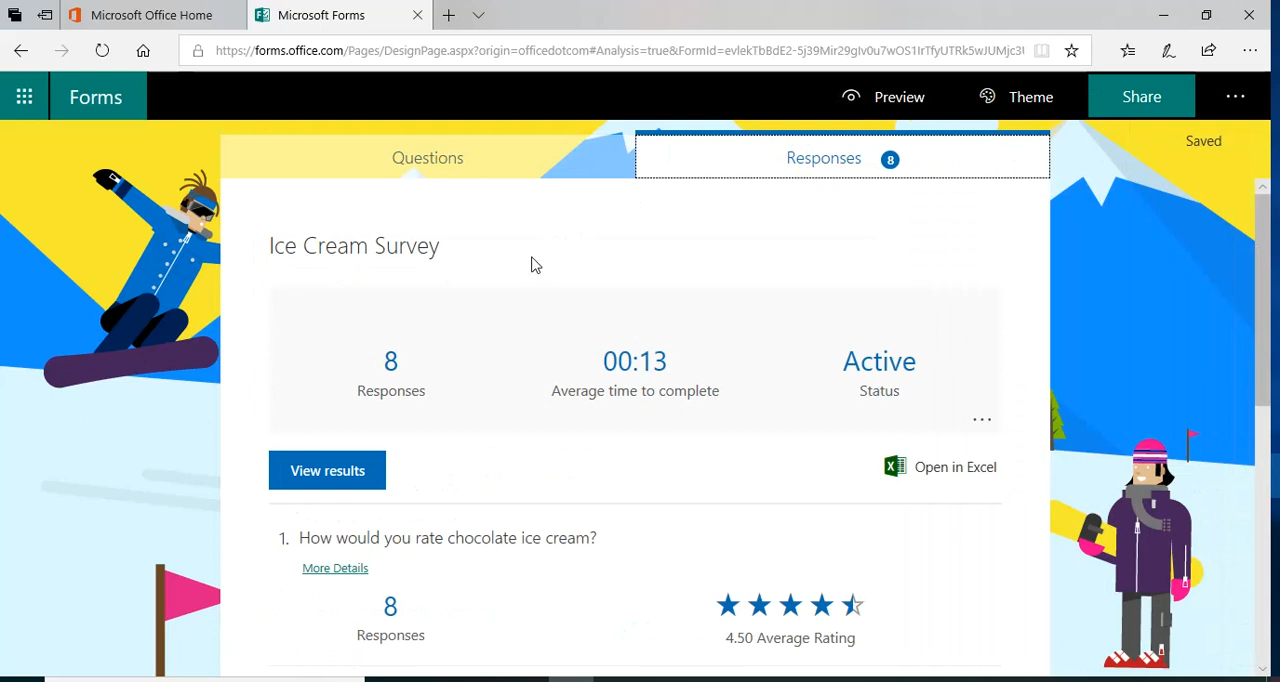 Microsoft Office Home
Microsoft Forms
https://forms.office.com/Pages/DesignPage.aspx?origin=officedotcom#Analysis=true&FormId=
Forms
Preview
Theme
Share
Saved
Questions
Responses 8
Ice Cream Survey
8
Responses
00:13
Average time to complete
Active
Status
View results
Open in Excel
1. How would you rate chocolate ice cream?
More Details
8
Responses
4.50 Average Rating